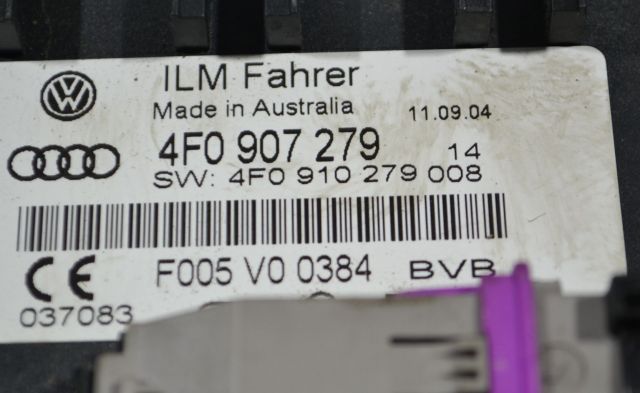 ILM Fahrer
Made in Australia 11.09.04
4F0 907 279 14
SW: 4F0 910 279 008
F005 V0 0384 BVB
CE
037083